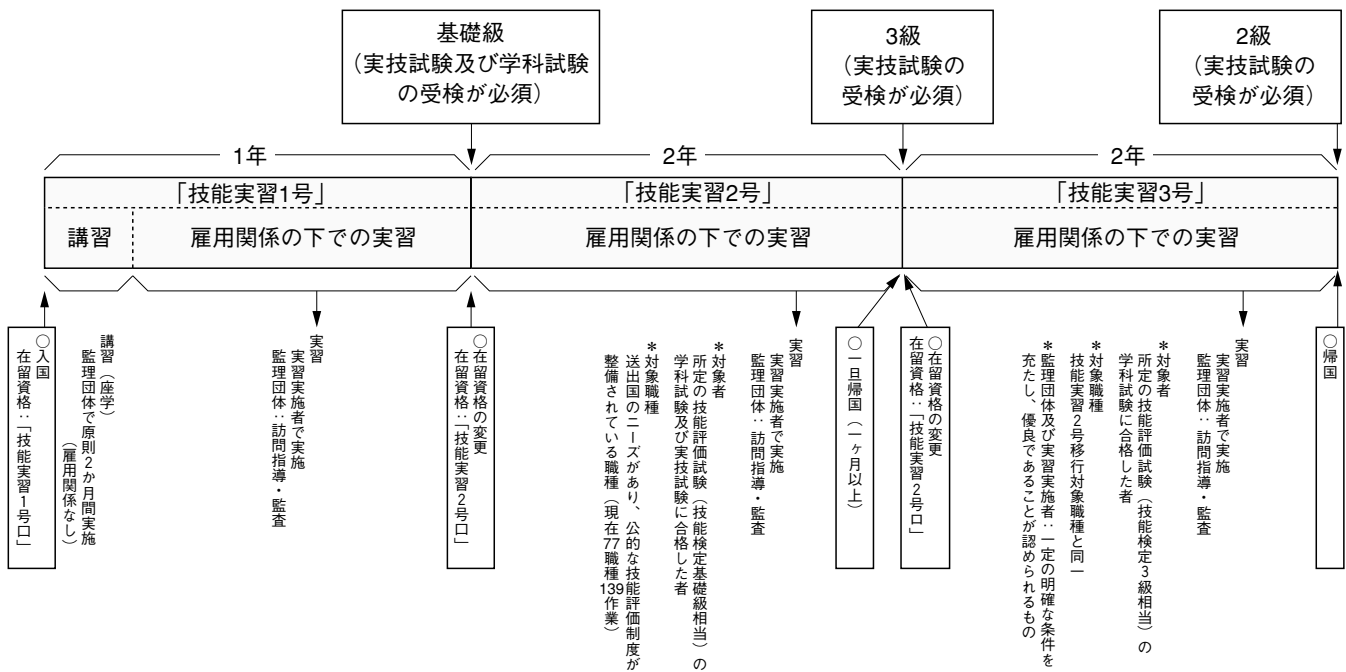 基礎級
（実技試験及び学科試験
の受検が必須）
3級
（実技試験の
受検が必須）
2級
（実技試験の
受検が必須）
1年
2年
2年
「技能実習1号」
「技能実習2号」
「技能実習3号」
講習
雇用関係の下での実習
雇用関係の下での実習
雇用関係の下での実習
○入国
在留資格：「技能実習1号ロ」
講習（座学）
監理団体で原則2か月間実施
（雇用関係なし）
実習
実習実施者で実施
監理団体：訪問指導・監査
○在留資格の変更
在留資格：「技能実習2号ロ」
実習
実習実施者で実施
監理団体：訪問指導・監査
＊対象者
所定の技能評価試験（技能検定基礎級相当）の
学科試験及び実技試験に合格した者
＊対象職種
送出国のニーズがあり、公的な技能評価制度が
整備されている職種（現在77職種139作業）
○一旦帰国（一ヶ月以上）
○在留資格の変更
在留資格：「技能実習2号ロ」
実習
実習実施者で実施
監理団体：訪問指導・監査
＊対象者
所定の技能評価試験（技能検定3級相当）の
学科試験に合格した者
＊対象職種
技能実習2号移行対象職種と同一
＊監理団体及び実習実施者：一定の明確な条件を
充たし、優良であることが認められるもの
○帰国